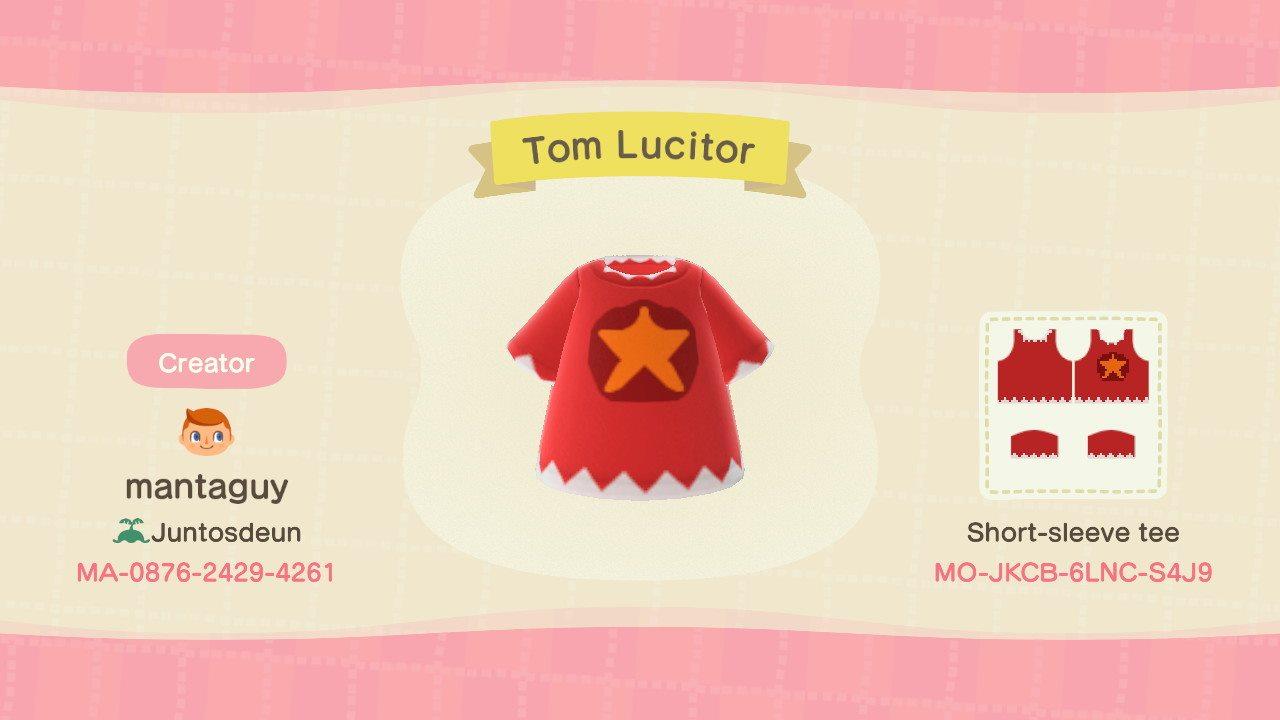 Tom Lucitor
Creator
mantaguy
Juntosdeun
MA-0876-2429-4261
Short-sleeve tee
MO-JKCB-6LNC-S4J9